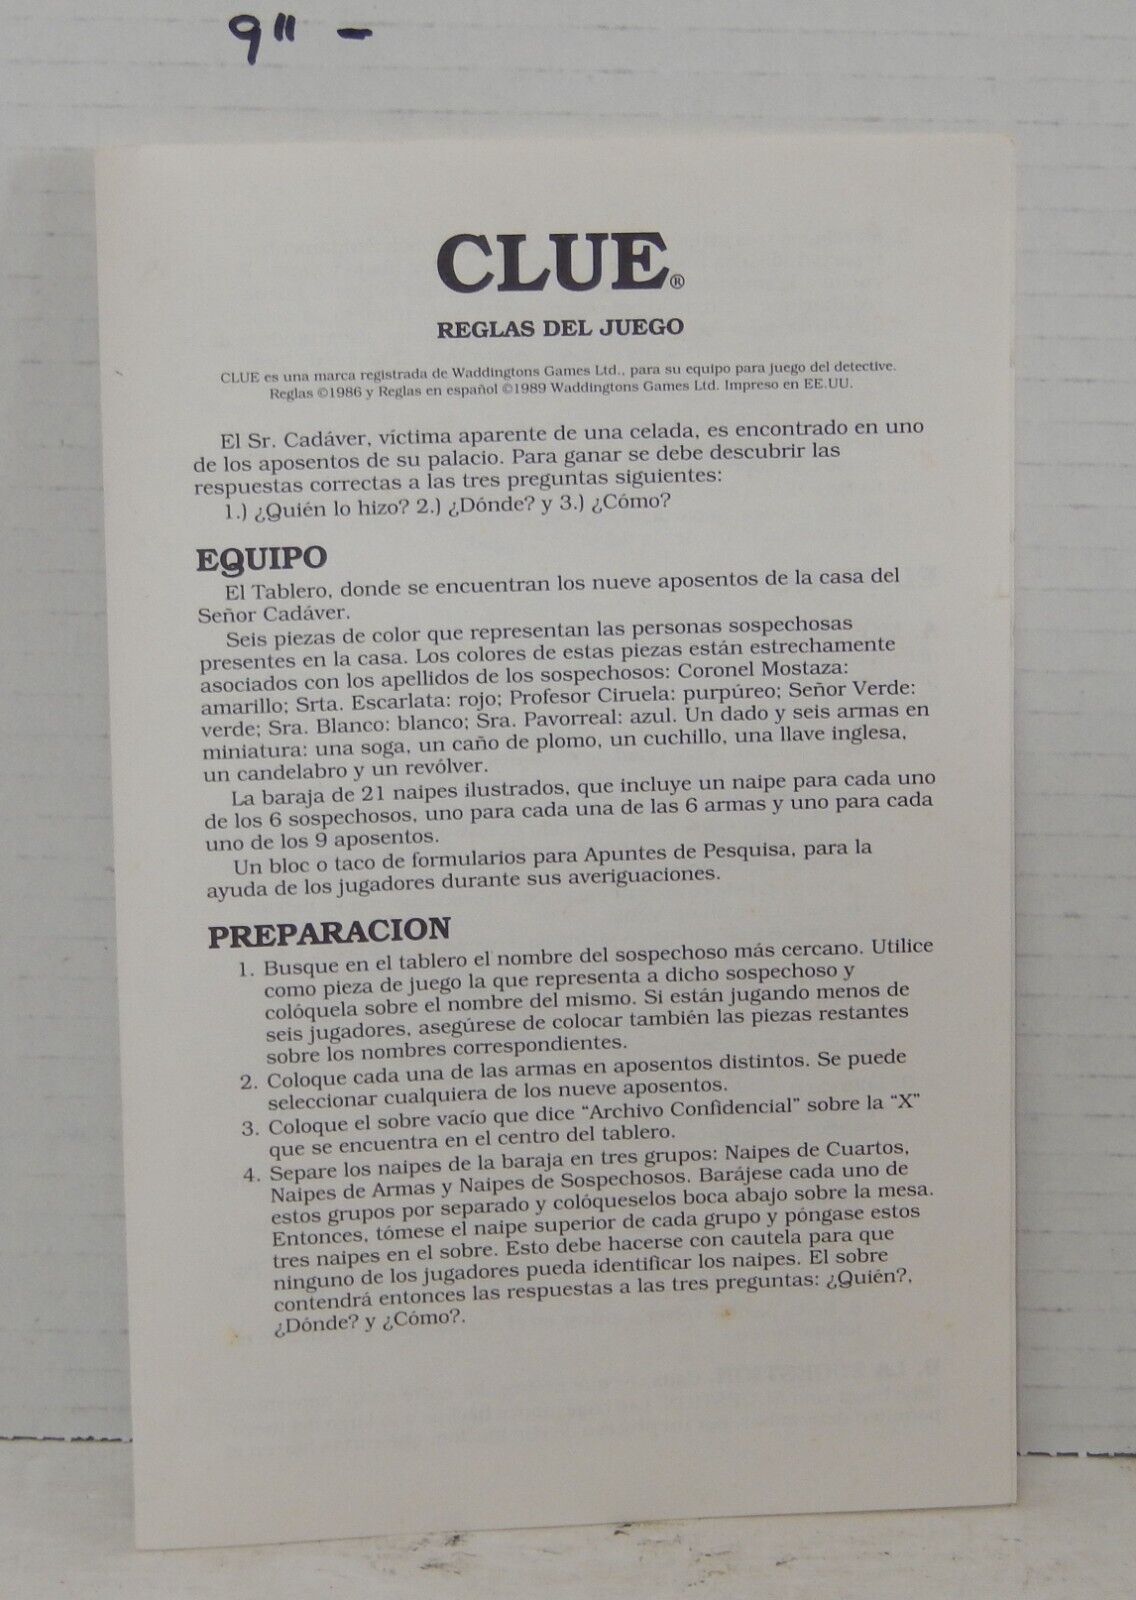 9" -
CLUE®
REGLAS DEL JUEGO
CLUE es una marca registrada de Waddingtons Games Ltd., para su equipo para juego del detective.
Reglas ©1986 y Reglas en español ©1989 Waddingtons Games Ltd. Impreso en EE.UU.
El Sr. Cadáver, víctima aparente de una celada, es encontrado en uno
de los aposentos de su palacio. Para ganar se debe descubrir las
respuestas correctas a las tres preguntas siguientes:
1.) ¿Quién lo hizo? 2.) ¿Dónde? y 3.) ¿Cómo?
EQUIPO
El Tablero, donde se encuentran los nueve aposentos de la casa del
Señor Cadáver.
Seis piezas de color que representan las personas sospechosas
presentes en la casa. Los colores de estas piezas están estrechamente
asociados con los apellidos de los sospechosos: Coronel Mostaza:
amarillo; Srta. Escarlata: rojo; Profesor Ciruela: purpúreo; Señor Verde:
verde; Sra. Blanco: blanco; Sra. Pavorreal: azul. Un dado y seis armas en
miniatura: una soga, un caño de plomo, un cuchillo, una llave inglesa,
un candelabro y un revólver.
La baraja de 21 naipes ilustrados, que incluye un naipe para cada uno
de los 6 sospechosos, uno para cada una de las 6 armas y uno para cada
uno de los 9 aposentos.
Un bloc o taco de formularios para Apuntes de Pesquisa, para la
ayuda de los jugadores durante sus averiguaciones.
PREPARACION
1. Busque en el tablero el nombre del sospechoso más cercano. Utilice
como pieza de juego la que representa a dicho sospechoso y
colóquela sobre el nombre del mismo. Si están jugando menos de
seis jugadores, asegúrese de colocar también las piezas restantes
sobre los nombres correspondientes.
2. Coloque cada una de las armas en aposentos distintos. Se puede
seleccionar cualquiera de los nueve aposentos.
3. Coloque el sobre vacío que dice “Archivo Confidencial” sobre la “X”
que se encuentra en el centro del tablero.
4. Separe los naipes de la baraja en tres grupos: Naipes de Cuartos,
Naipes de Armas y Naipes de Sospechosos. Barájese cada uno de
estos grupos por separado y colóqueselos boca abajo sobre la mesa.
Entonces, tómese el naipe superior de cada grupo y póngase estos
tres naipes en el sobre. Esto debe hacerse con cautela para que
ninguno de los jugadores pueda identificar los naipes. El sobre
contendrá entonces las respuestas a las tres preguntas: ¿Quién?,
¿Dónde? y ¿Cómo?.